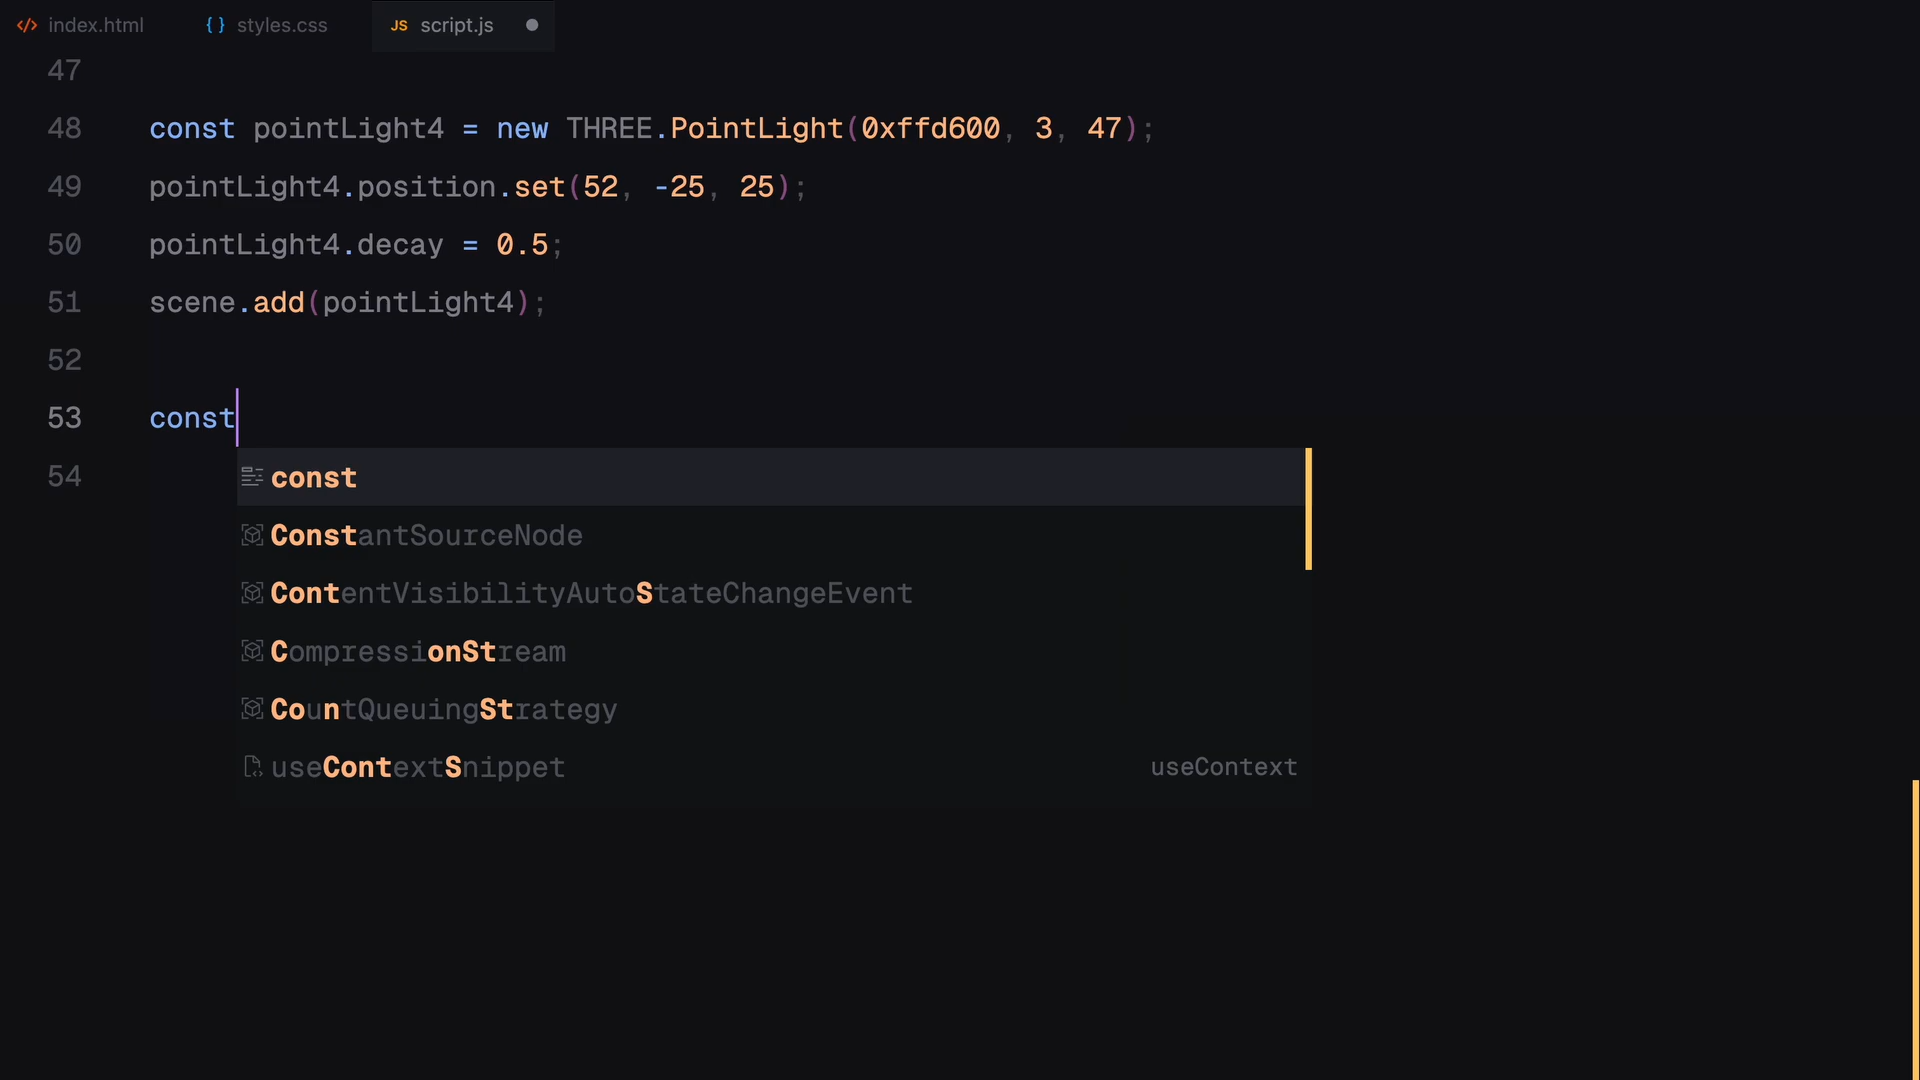 index.html
styles.css
JS script.js
47
48 const pointLight4 = new THREE.PointLight(0xffd600, 3, 47);
49 pointLight4.position.set(52, -25, 25);
50 pointLight4.decay = 0.5;
51 scene.add(pointLight4);
52
53 const
54
const
ConstantSourceNode
ContentVisibilityAutoStateChangeEvent
CompressionStream
CountQueuingStrategy
useContextSnippet useContext